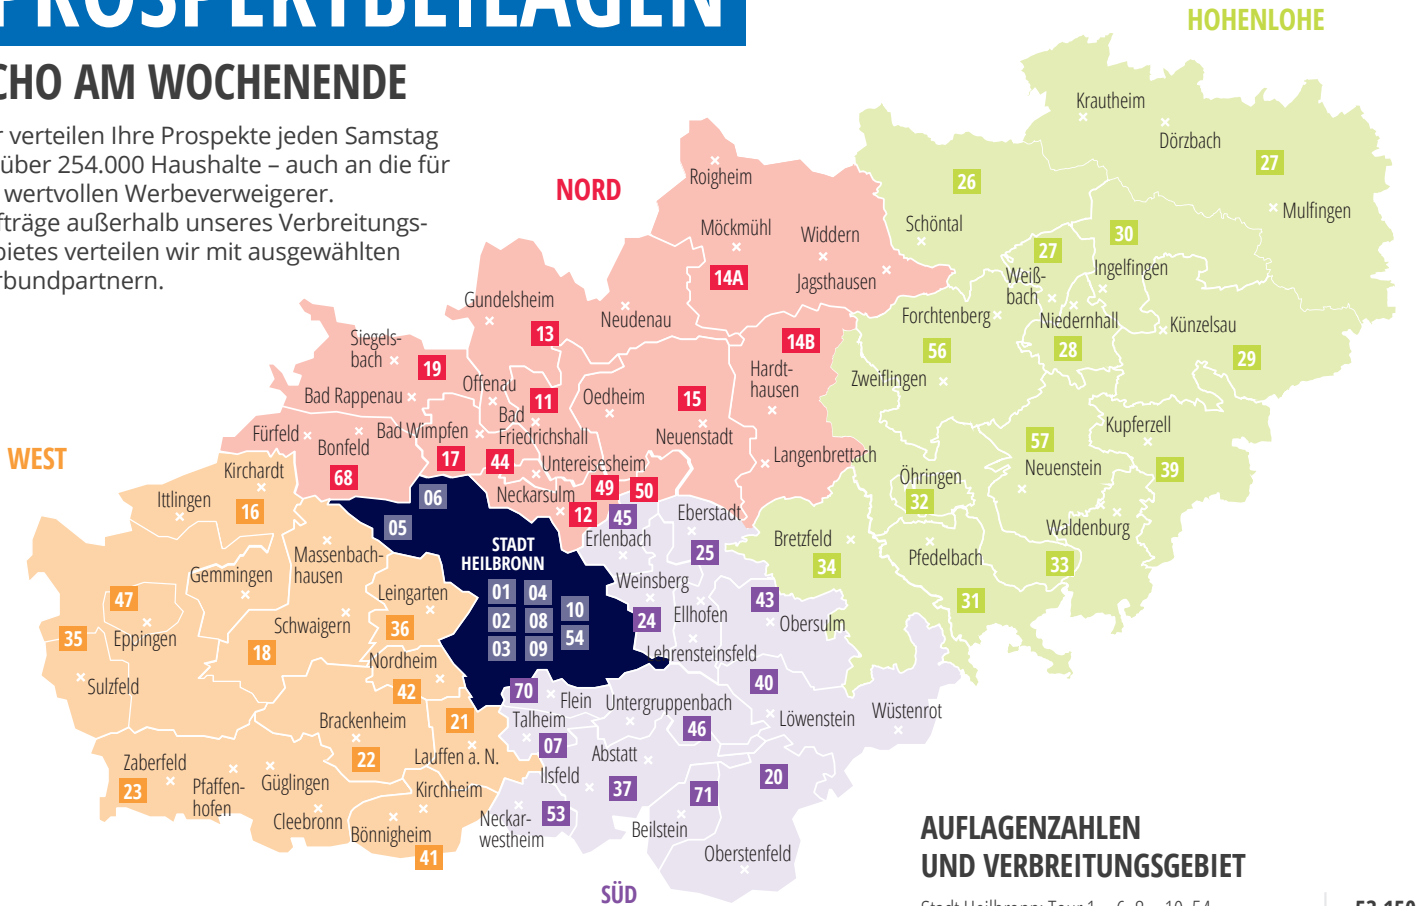 PROSPEKTBEILAGEN
CHO AM WOCHENENDE
r verteilen Ihre Prospekte jeden Samstag
über 254.000 Haushalte – auch an die für
wertvollen Werbeverweigerer.
fträge außerhalb unseres Verbreitungs-
bietes verteilen wir mit ausgewählten
rbundpartnern.
HOHENLOHE
Krautheim
Dörzbach
27
26
Mulfingen
Schöntal
30
27
Weiß-
bach
Ingelfingen
Forchtenberg
Niedernhall
Künzelsau
56
28
29
Zweiflingen
Kupferzell
57
Neuenstein
39
Öhringen
32
Waldenburg
Bretzfeld
34
Pfedelbach
33
31
NORD
Roigheim
Möckmühl
Widdern
14A
Jagsthausen
Gundelsheim
Neudenau
13
14B
Siegels-
bach
19
Hardt-
hausen
Offenau
Bad Rappenau
11
Oedheim
15
Bad
Friedrichshall
Fürfeld
Bonfeld
Bad Wimpfen
Neuenstadt
Langenbrettach
68
17
44
Untereisesheim
Neckarsulm
49
50
12
WEST
Kirchardt
Ittlingen
16
Massenbach-
hausen
Gemmingen
Leingarten
47
Eppingen
35
Schwaigern
36
18
Nordheim
Sulzfeld
42
Brackenheim
21
22
Lauffen a. N.
Zaberfeld
23
Pfaffen-
hofen
Güglingen
Kirchheim
Cleebronn
Bönnigheim
41
06
05
STADT
HEILBRONN
01 04
02 08 10
03 09 54
45
Erlenbach
Eberstadt
25
Weinsberg
24
Ellhofen
43
Obersulm
Lehrensteinsfeld
40
70
Flein
Untergruppenbach
Löwenstein
Wüstenrot
Talheim
46
07
Abstatt
Ilsfeld
20
37
71
Neckar-
westheim
53
Beilstein
Oberstenfeld
SÜD
AUFLAGENZAHLEN
UND VERBREITUNGSGEBIET